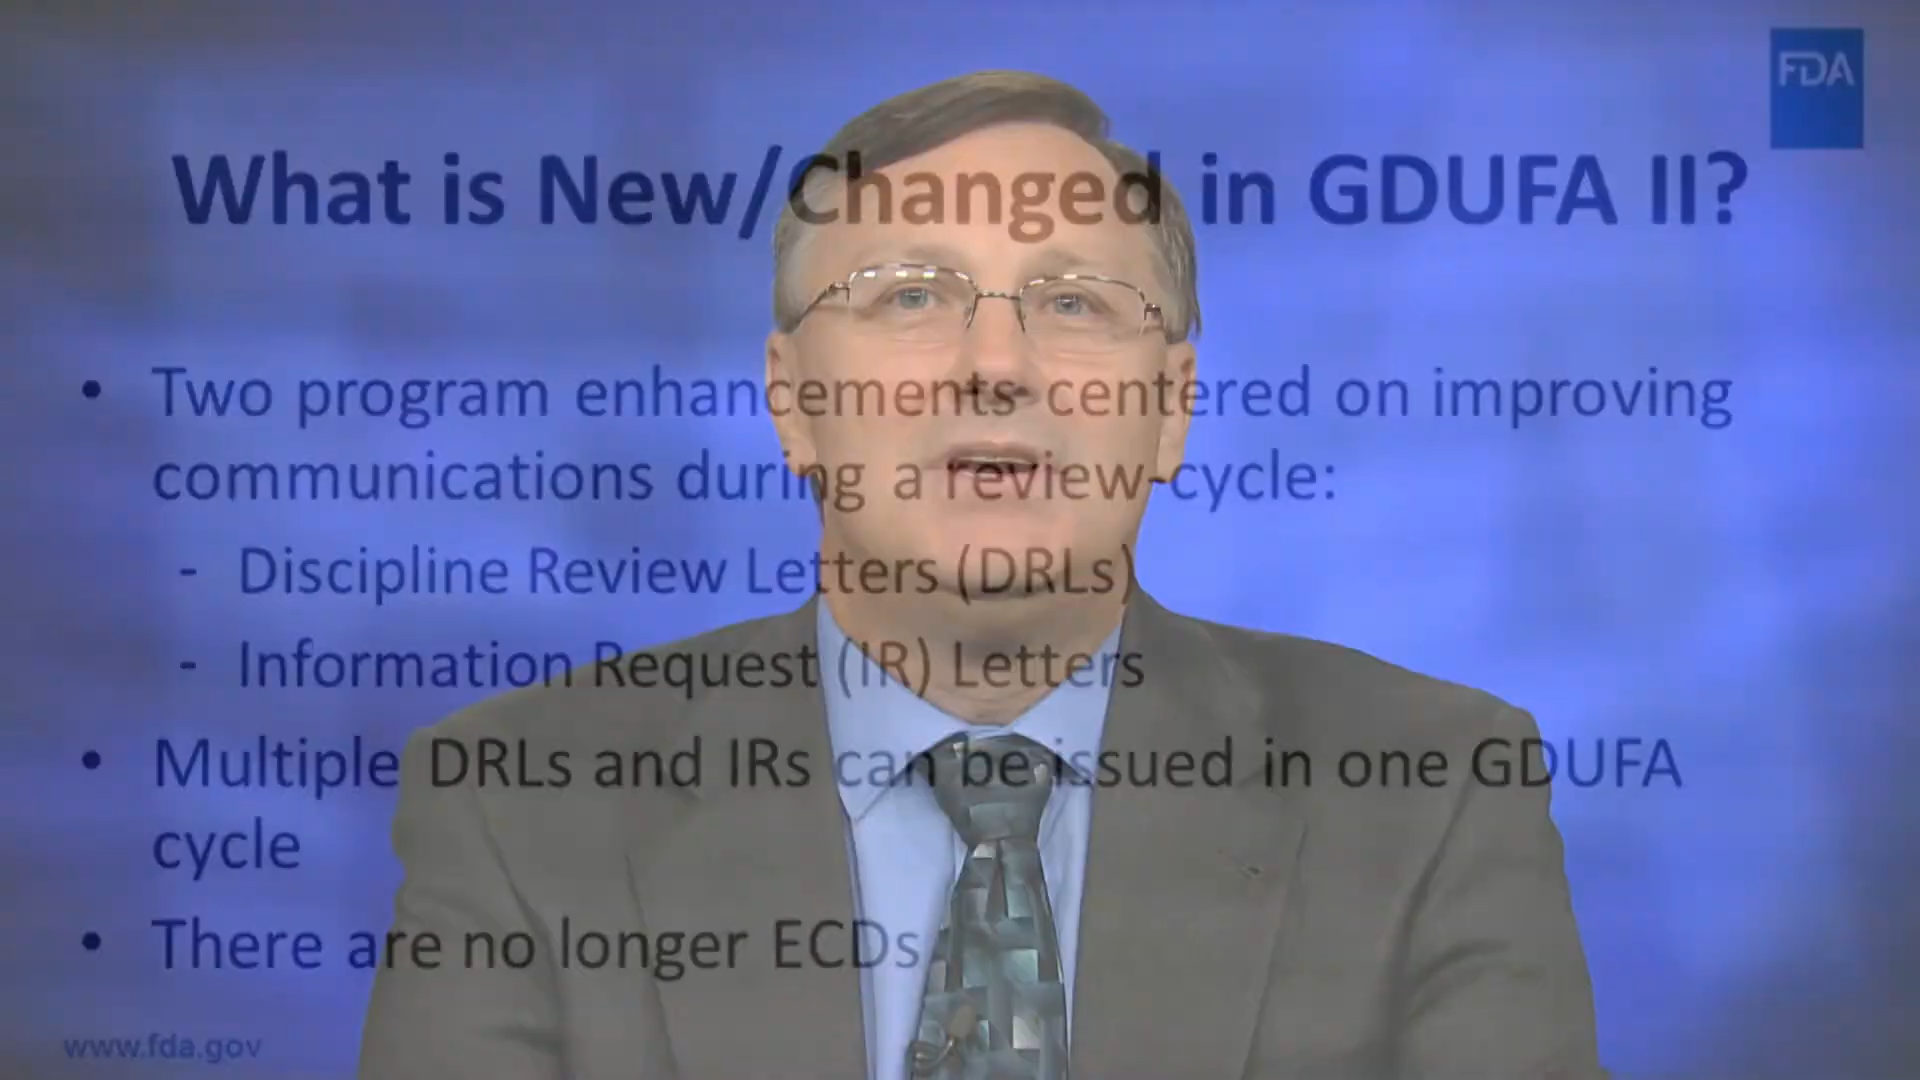 FDA
What is New/Changed in GDUFA II?
• Two program enhancements centered on improving
communications during a review-cycle:
- Discipline Review Letters (DRLs)
- Information Request (IR) Letters
• Multiple DRLs and IRs can be issued in one GDUFA
cycle
• There are no longer ECDs
www.fda.gov